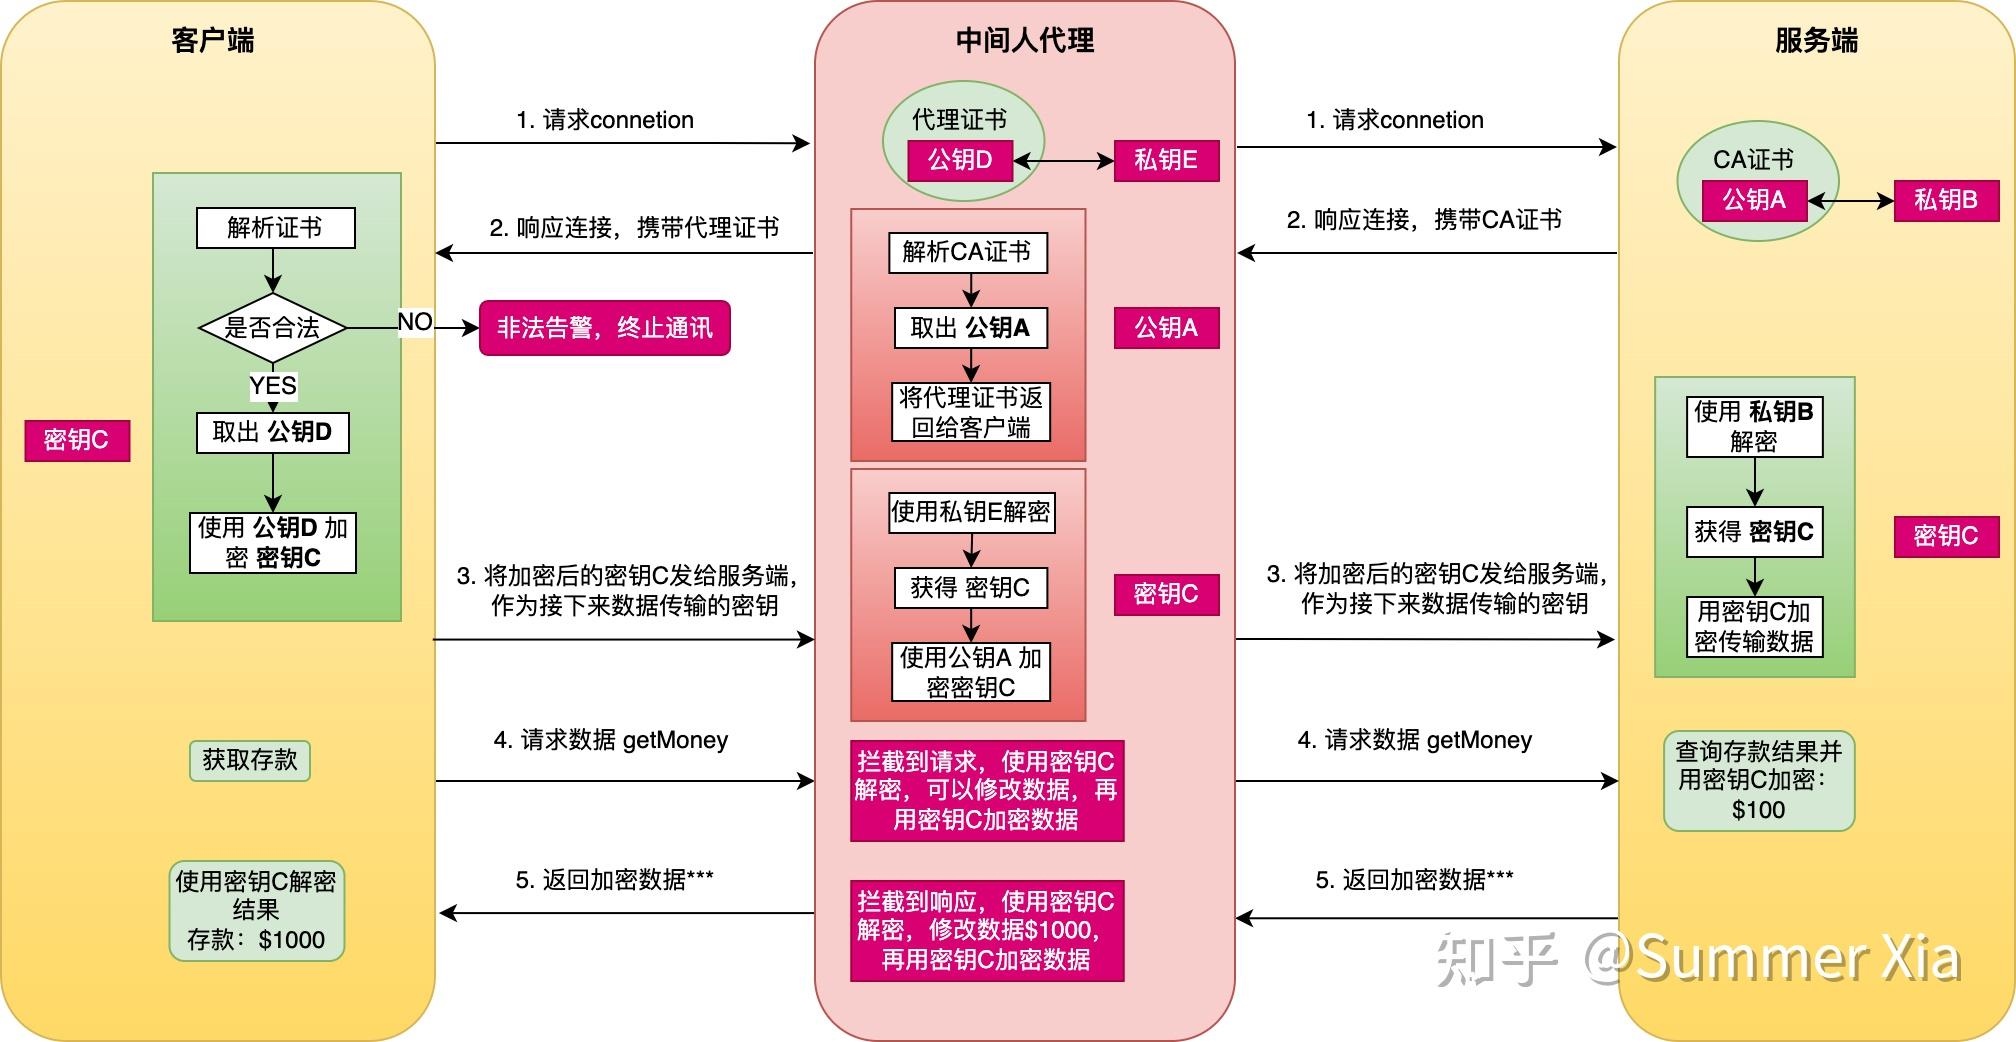 客户端
中间人代理
服务端
1. 请求connetion
1. 请求connetion
代理证书
公钥D
私钥E
CA证书
公钥A
私钥B
解析证书
2. 响应连接，携带代理证书
2. 响应连接，携带CA证书
是否合法
NO
非法告警，终止通讯
YES
取出 公钥D
密钥C
使用 公钥D 加
密 密钥C
解析CA证书
取出 公钥A
公钥A
将代理证书返
回给客户端
使用私钥E解密
获得 密钥C
密钥C
使用公钥A 加
密密钥C
使用 私钥B
解密
获得 密钥C
密钥C
用密钥C加
密传输数据
3. 将加密后的密钥C发给服务端，
作为接下来数据传输的密钥
3. 将加密后的密钥C发给服务端，
作为接下来数据传输的密钥
获取存款
4. 请求数据 getMoney
拦截到请求，使用密钥C
解密，可以修改数据，再
用密钥C加密数据
4. 请求数据 getMoney
查询存款结果并
用密钥C加密：
$100
使用密钥C解密
结果
存款：$1000
5. 返回加密数据***
拦截到响应，使用密钥C
解密，修改数据$1000，
再用密钥C加密数据
5. 返回加密数据***
知乎 @Summer Xia